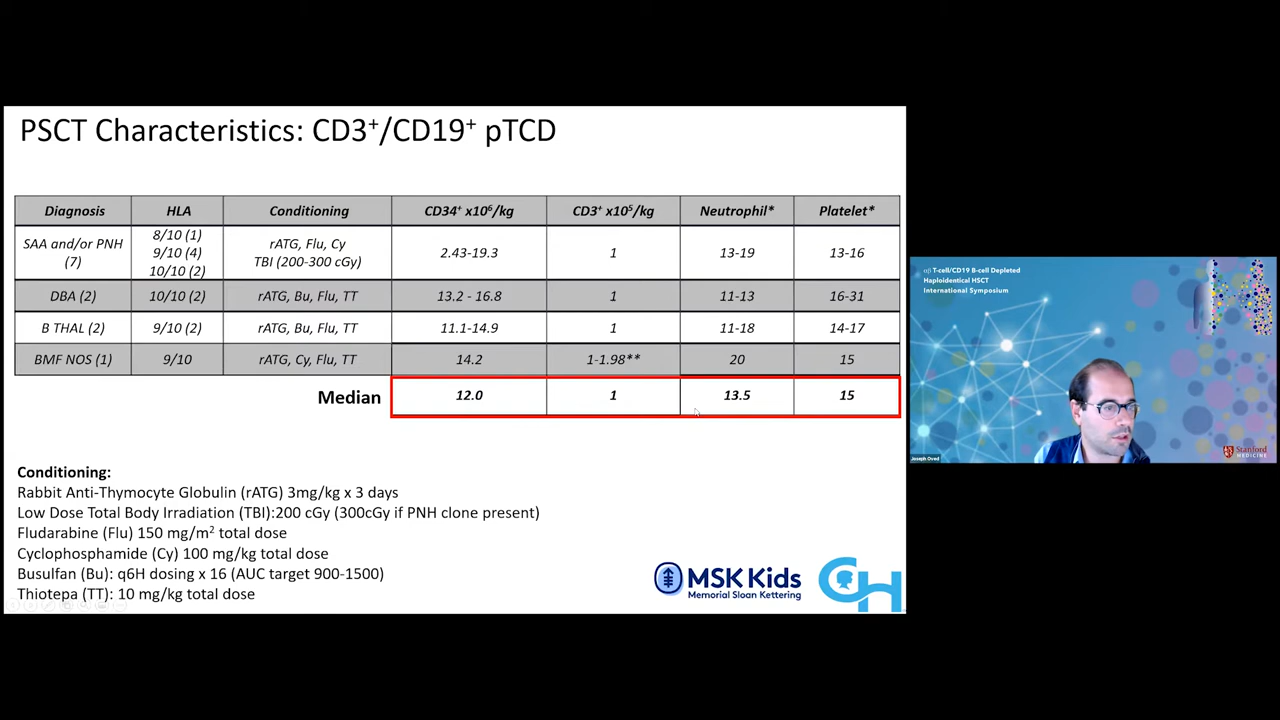 PSCT Characteristics: CD3⁺/CD19⁺ pTCD
Diagnosis HLA Conditioning CD34⁺ x10⁶/kg CD3⁺ x10⁵/kg Neutrophil* Platelet*
SAA and/or PNH (7) 8/10 (1) 9/10 (4) 10/10 (2) rATG, Flu, Cy TBI (200-300 cGy) 2.43-19.3 1 13-19 13-16
DBA (2) 10/10 (2) rATG, Bu, Flu, TT 13.2 - 16.8 1 11-13 16-31
B THAL (2) 9/10 (2) rATG, Bu, Flu, TT 11.1-14.9 1 11-18 14-17
BMF NOS (1) 9/10 rATG, Cy, Flu, TT 14.2 1-1.98** 20 15
Median 12.0 1 13.5 15
Conditioning:
Rabbit Anti-Thymocyte Globulin (rATG) 3mg/kg x 3 days
Low Dose Total Body Irradiation (TBI):200 cGy (300cGy if PNH clone present)
Fludarabine (Flu) 150 mg/m² total dose
Cyclophosphamide (Cy) 100 mg/kg total dose
Busulfan (Bu): q6H dosing x 16 (AUC target 900-1500)
Thiotepa (TT): 10 mg/kg total dose
MSK Kids
Memorial Sloan Kettering
CH
αβ T-cell/CD19 B-cell Depleted
Haploidentical HSCT
International Symposium
Joseph Oved
Stanford
MEDICINE